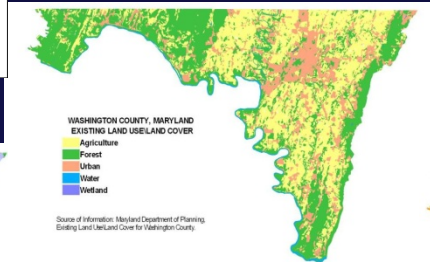 WASHINGTON COUNTY, MARYLAND
EXISTING LAND USE\LAND COVER
Agriculture
Forest
Urban
Water
Wetland
Source of Information: Maryland Department of Planning,
Existing Land Use\Land Cover for Washington County.